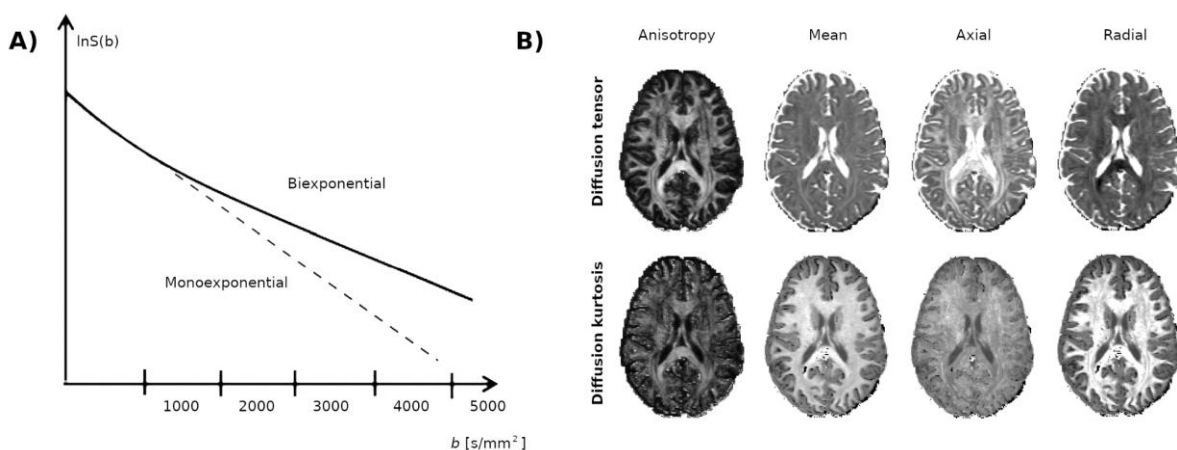 A)
lnS(b)
Biexponential
Monoexponential
1000 2000 3000 4000 5000
b [s/mm²]
B)
Anisotropy Mean Axial Radial
Diffusion tensor
Diffusion kurtosis